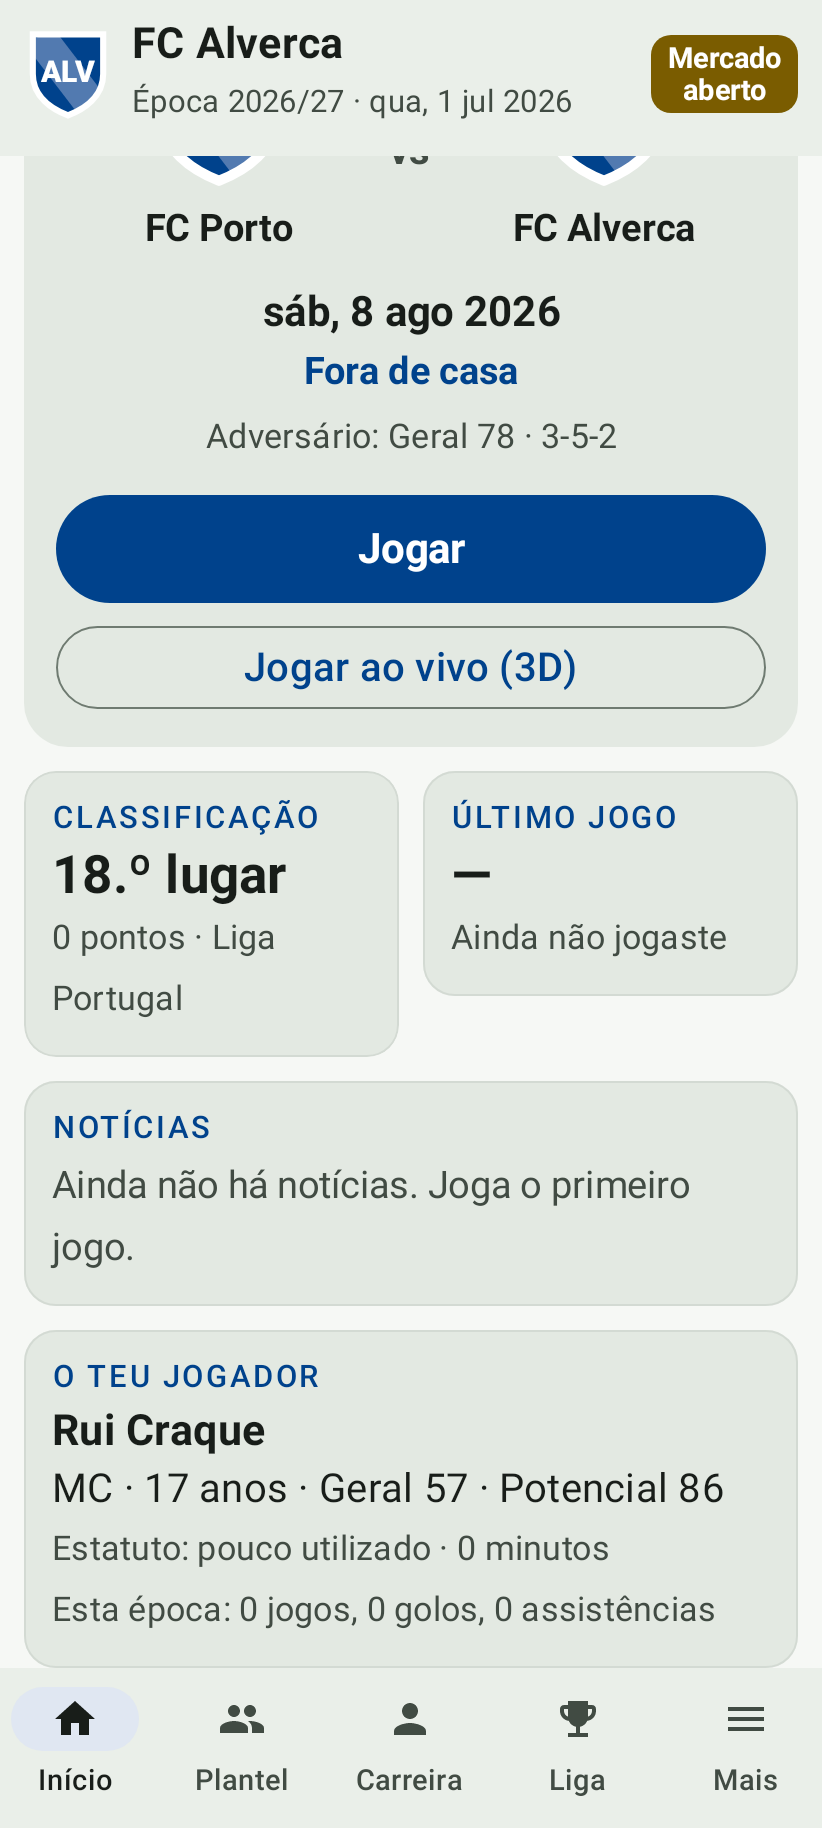 ALV
FC Alverca
Época 2026/27 · qua, 1 jul 2026
Mercado
aberto
vs
FC Porto
FC Alverca
sáb, 8 ago 2026
Fora de casa
Adversário: Geral 78 · 3-5-2
Jogar
Jogar ao vivo (3D)
CLASSIFICAÇÃO
18.º lugar
0 pontos · Liga
Portugal
ÚLTIMO JOGO
—
Ainda não jogaste
NOTÍCIAS
Ainda não há notícias. Joga o primeiro
jogo.
O TEU JOGADOR
Rui Craque
MC · 17 anos · Geral 57 · Potencial 86
Estatuto: pouco utilizado · 0 minutos
Esta época: 0 jogos, 0 golos, 0 assistências
Início
Plantel
Carreira
Liga
Mais